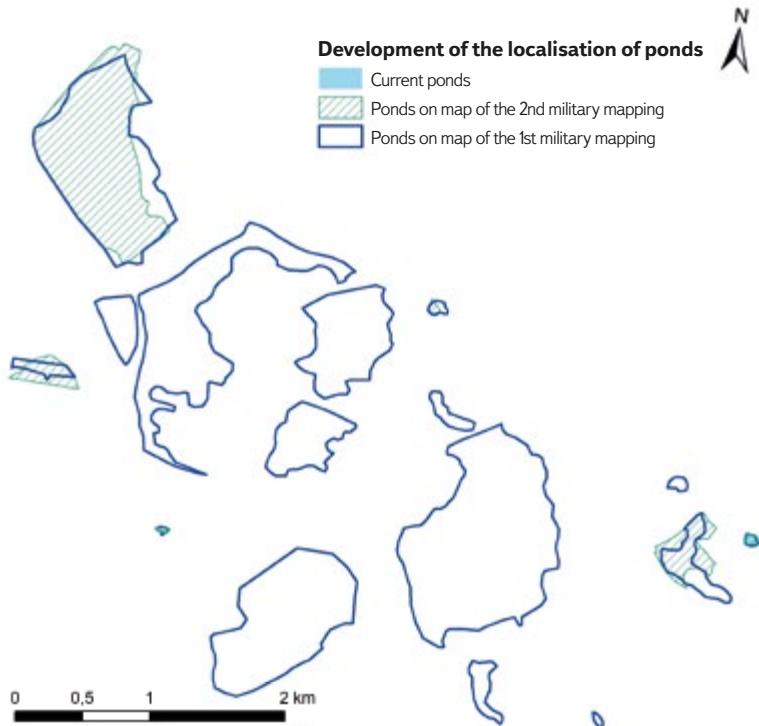 N
Development of the localisation of ponds
Current ponds
Ponds on map of the 2nd military mapping
Ponds on map of the 1st military mapping
0 0,5 1 2 km